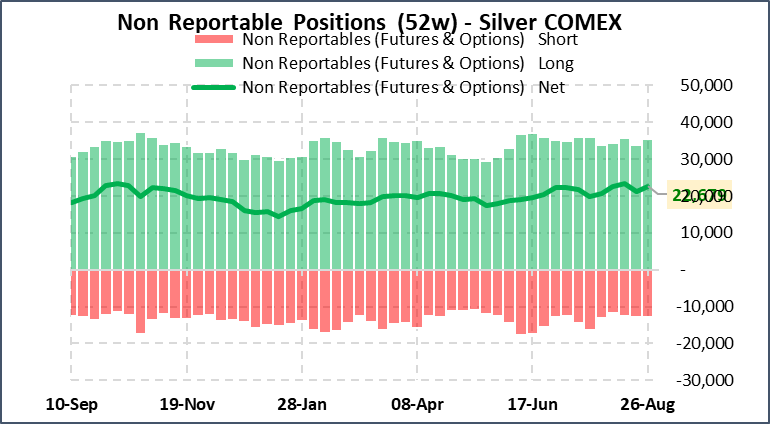 Non Reportable Positions (52w) - Silver COMEX
Non Reportables (Futures & Options) Short
Non Reportables (Futures & Options) Long
Non Reportables (Futures & Options) Net
50,000
40,000
30,000
22,679
20,000
10,000
-
-10,000
-20,000
-30,000
10-Sep 19-Nov 28-Jan 08-Apr 17-Jun 26-Aug